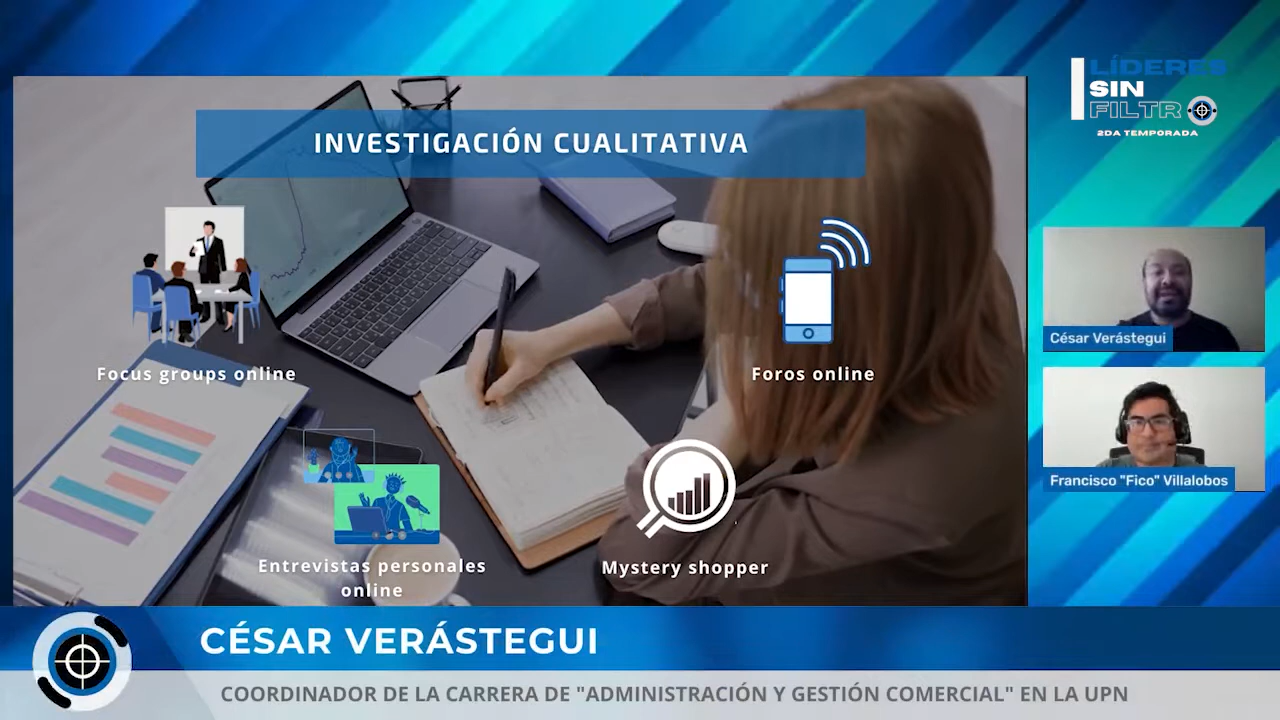 LÍDERES
SIN
FILTRO
2DA TEMPORADA
INVESTIGACIÓN CUALITATIVA
Focus groups online
Foros online
Entrevistas personales
online
Mystery shopper
César Verástegui
Francisco "Fico" Villalobos
CÉSAR VERÁSTEGUI
COORDINADOR DE LA CARRERA DE "ADMINISTRACIÓN Y GESTIÓN COMERCIAL" EN LA UPN